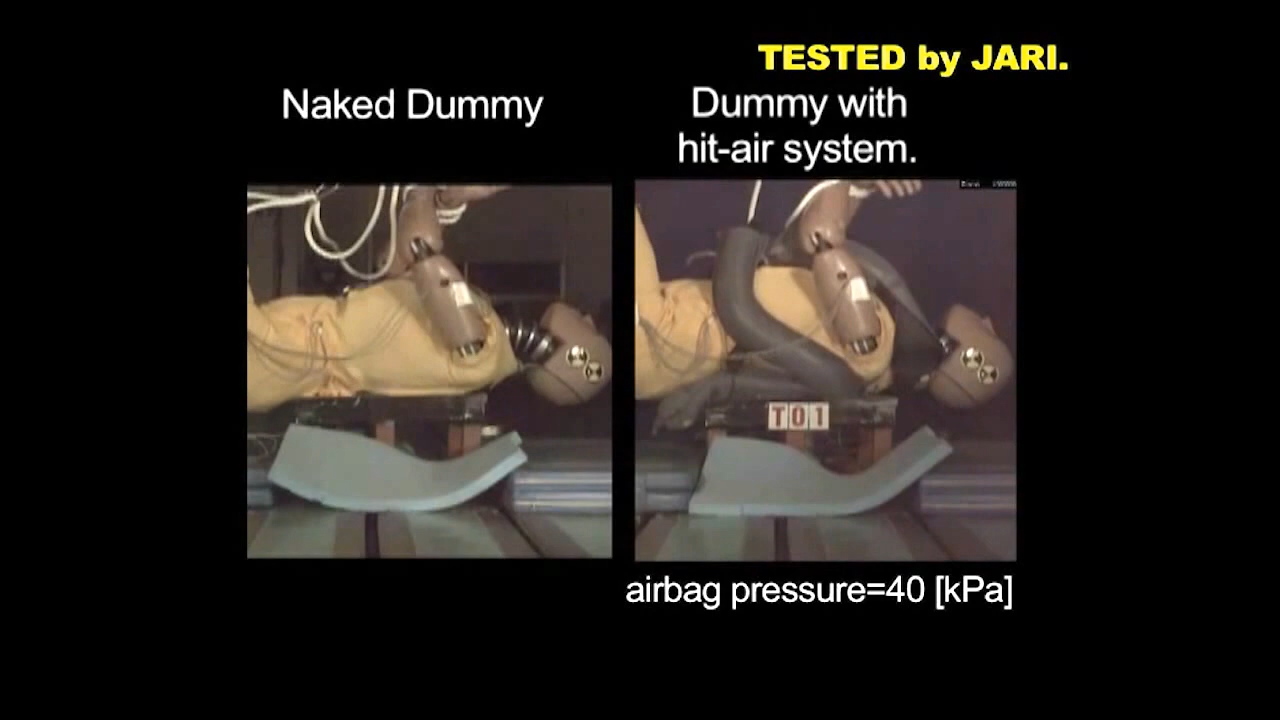 TESTED by JARI.
Naked Dummy
Dummy with
hit-air system.
T01
airbag pressure=40 [kPa]